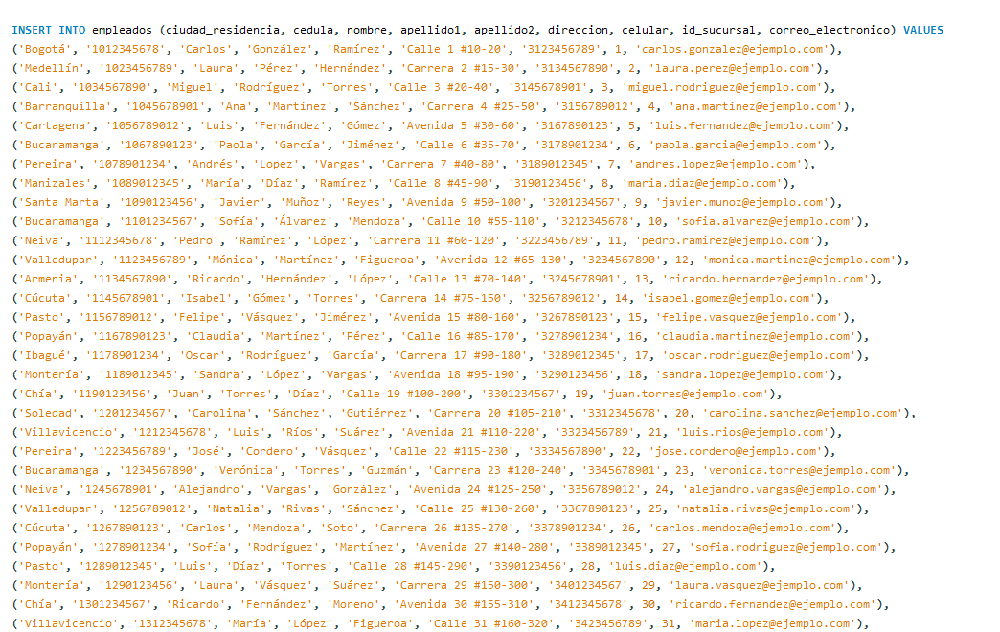 INSERT INTO empleados (ciudad_residencia, cedula, nombre, apellido1, apellido2, direccion, celular, id_sucursal, correo_electronico) VALUES
('Bogotá', '1012345678', 'Carlos', 'González', 'Ramírez', 'Calle 1 #10-20', '3123456789', 1, 'carlos.gonzalez@ejemplo.com'),
('Medellín', '1023456789', 'Laura', 'Pérez', 'Hernández', 'Carrera 2 #15-30', '3134567890', 2, 'laura.perez@ejemplo.com'),
('Cali', '1034567890', 'Miguel', 'Rodríguez', 'Torres', 'Calle 3 #20-40', '3145678901', 3, 'miguel.rodriguez@ejemplo.com'),
('Barranquilla', '1045678901', 'Ana', 'Martínez', 'Sánchez', 'Carrera 4 #25-50', '3156789012', 4, 'ana.martinez@ejemplo.com'),
('Cartagena', '1056789012', 'Luis', 'Fernández', 'Gómez', 'Avenida 5 #30-60', '3167890123', 5, 'luis.fernandez@ejemplo.com'),
('Bucaramanga', '1067890123', 'Paola', 'García', 'Jiménez', 'Calle 6 #35-70', '3178901234', 6, 'paola.garcia@ejemplo.com'),
('Pereira', '1078901234', 'Andrés', 'Lopez', 'Vargas', 'Carrera 7 #40-80', '3189012345', 7, 'andres.lopez@ejemplo.com'),
('Manizales', '1089012345', 'María', 'Díaz', 'Ramírez', 'Calle 8 #45-90', '3190123456', 8, 'maria.diaz@ejemplo.com'),
('Santa Marta', '1090123456', 'Javier', 'Muñoz', 'Reyes', 'Avenida 9 #50-100', '3201234567', 9, 'javier.munoz@ejemplo.com'),
('Bucaramanga', '1101234567', 'Sofía', 'Álvarez', 'Mendoza', 'Calle 10 #55-110', '3212345678', 10, 'sofia.alvarez@ejemplo.com'),
('Neiva', '1112345678', 'Pedro', 'Ramírez', 'López', 'Carrera 11 #60-120', '3223456789', 11, 'pedro.ramirez@ejemplo.com'),
('Valledupar', '1123456789', 'Mónica', 'Martínez', 'Figueroa', 'Avenida 12 #65-130', '3234567890', 12, 'monica.martinez@ejemplo.com'),
('Armenia', '1134567890', 'Ricardo', 'Hernández', 'López', 'Calle 13 #70-140', '3245678901', 13, 'ricardo.hernandez@ejemplo.com'),
('Cúcuta', '1145678901', 'Isabel', 'Gómez', 'Torres', 'Carrera 14 #75-150', '3256789012', 14, 'isabel.gomez@ejemplo.com'),
('Pasto', '1156789012', 'Felipe', 'Vásquez', 'Jiménez', 'Avenida 15 #80-160', '3267890123', 15, 'felipe.vasquez@ejemplo.com'),
('Popayán', '1167890123', 'Claudia', 'Martínez', 'Pérez', 'Calle 16 #85-170', '3278901234', 16, 'claudia.martinez@ejemplo.com'),
('Ibagué', '1178901234', 'Oscar', 'Rodríguez', 'García', 'Carrera 17 #90-180', '3289012345', 17, 'oscar.rodriguez@ejemplo.com'),
('Montería', '1189012345', 'Sandra', 'López', 'Vargas', 'Avenida 18 #95-190', '3290123456', 18, 'sandra.lopez@ejemplo.com'),
('Chía', '1190123456', 'Juan', 'Torres', 'Díaz', 'Calle 19 #100-200', '3301234567', 19, 'juan.torres@ejemplo.com'),
('Soledad', '1201234567', 'Carolina', 'Sánchez', 'Gutiérrez', 'Carrera 20 #105-210', '3312345678', 20, 'carolina.sanchez@ejemplo.com'),
('Villavicencio', '1212345678', 'Luis', 'Ríos', 'Suárez', 'Avenida 21 #110-220', '3323456789', 21, 'luis.rios@ejemplo.com'),
('Pereira', '1223456789', 'José', 'Cordero', 'Vásquez', 'Calle 22 #115-230', '3334567890', 22, 'jose.cordero@ejemplo.com'),
('Bucaramanga', '1234567890', 'Verónica', 'Torres', 'Guzmán', 'Carrera 23 #120-240', '3345678901', 23, 'veronica.torres@ejemplo.com'),
('Neiva', '1245678901', 'Alejandro', 'Vargas', 'González', 'Avenida 24 #125-250', '3356789012', 24, 'alejandro.vargas@ejemplo.com'),
('Valledupar', '1256789012', 'Natalia', 'Rivas', 'Sánchez', 'Calle 25 #130-260', '3367890123', 25, 'natalia.rivas@ejemplo.com'),
('Cúcuta', '1267890123', 'Carlos', 'Mendoza', 'Soto', 'Carrera 26 #135-270', '3378901234', 26, 'carlos.mendoza@ejemplo.com'),
('Popayán', '1278901234', 'Sofía', 'Rodríguez', 'Martínez', 'Avenida 27 #140-280', '3389012345', 27, 'sofia.rodriguez@ejemplo.com'),
('Pasto', '1289012345', 'Luis', 'Díaz', 'Torres', 'Calle 28 #145-290', '3390123456', 28, 'luis.diaz@ejemplo.com'),
('Montería', '1290123456', 'Laura', 'Vásquez', 'Suárez', 'Carrera 29 #150-300', '3401234567', 29, 'laura.vasquez@ejemplo.com'),
('Chía', '1301234567', 'Ricardo', 'Fernández', 'Moreno', 'Avenida 30 #155-310', '3412345678', 30, 'ricardo.fernandez@ejemplo.com'),
('Villavicencio', '1312345678', 'María', 'López', 'Figueroa', 'Calle 31 #160-320', '3423456789', 31, 'maria.lopez@ejemplo.com'),